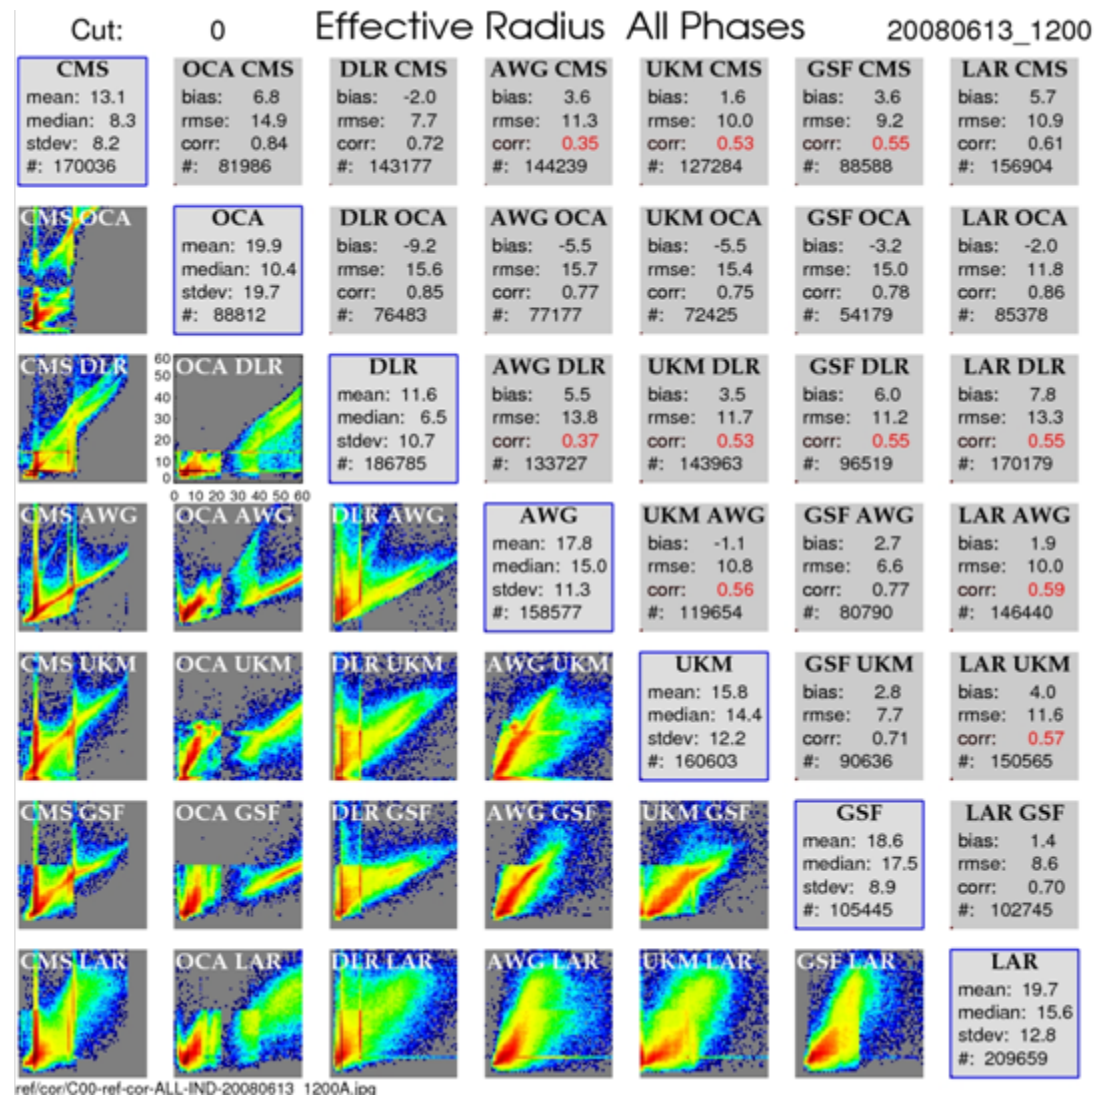 Cut: 0 Effective Radius All Phases 20080613_1200
CMS
mean: 13.1
median: 8.3
stdev: 8.2
#: 170036
OCA CMS
bias: 6.8
rmse: 14.9
corr: 0.84
#: 81986
DLR CMS
bias: -2.0
rmse: 7.7
corr: 0.72
#: 143177
AWG CMS
bias: 3.6
rmse: 11.3
corr: 0.35
#: 144239
UKM CMS
bias: 1.6
rmse: 10.0
corr: 0.53
#: 127284
GSF CMS
bias: 3.6
rmse: 9.2
corr: 0.55
#: 88588
LAR CMS
bias: 5.7
rmse: 10.9
corr: 0.61
#: 156904
CMS OCA
OCA
mean: 19.9
median: 10.4
stdev: 19.7
#: 88812
DLR OCA
bias: -9.2
rmse: 15.6
corr: 0.85
#: 76483
AWG OCA
bias: -5.5
rmse: 15.7
corr: 0.77
#: 77177
UKM OCA
bias: -5.5
rmse: 15.4
corr: 0.75
#: 72425
GSF OCA
bias: -3.2
rmse: 15.0
corr: 0.78
#: 54179
LAR OCA
bias: -2.0
rmse: 11.8
corr: 0.86
#: 85378
CMS DLR
OCA DLR
60
50
40
30
20
10
0
0 10 20 30 40 50 60
DLR
mean: 11.6
median: 6.5
stdev: 10.7
#: 186785
AWG DLR
bias: 5.5
rmse: 13.8
corr: 0.37
#: 133727
UKM DLR
bias: 3.5
rmse: 11.7
corr: 0.53
#: 143963
GSF DLR
bias: 6.0
rmse: 11.2
corr: 0.55
#: 96519
LAR DLR
bias: 7.8
rmse: 13.3
corr: 0.55
#: 170179
CMS AWG
OCA AWG
DLR AWG
AWG
mean: 17.8
median: 15.0
stdev: 11.3
#: 158577
UKM AWG
bias: -1.1
rmse: 10.8
corr: 0.56
#: 119654
GSF AWG
bias: 2.7
rmse: 6.6
corr: 0.77
#: 80790
LAR AWG
bias: 1.9
rmse: 10.0
corr: 0.59
#: 146440
CMS UKM
OCA UKM
DLR UKM
AWG UKM
UKM
mean: 15.8
median: 14.4
stdev: 12.2
#: 160603
GSF UKM
bias: 2.8
rmse: 7.7
corr: 0.71
#: 90636
LAR UKM
bias: 4.0
rmse: 11.6
corr: 0.57
#: 150565
CMS GSF
OCA GSF
DLR GSF
AWG GSF
UKM GSF
GSF
mean: 18.6
median: 17.5
stdev: 8.9
#: 105445
LAR GSF
bias: 1.4
rmse: 8.6
corr: 0.70
#: 102745
CMS LAR
OCA LAR
DLR LAR
AWG LAR
UKM LAR
GSF LAR
LAR
mean: 19.7
median: 15.6
stdev: 12.8
#: 209659
ref/cor/C00-ref-cor-ALL-IND-20080613_1200A.jpg